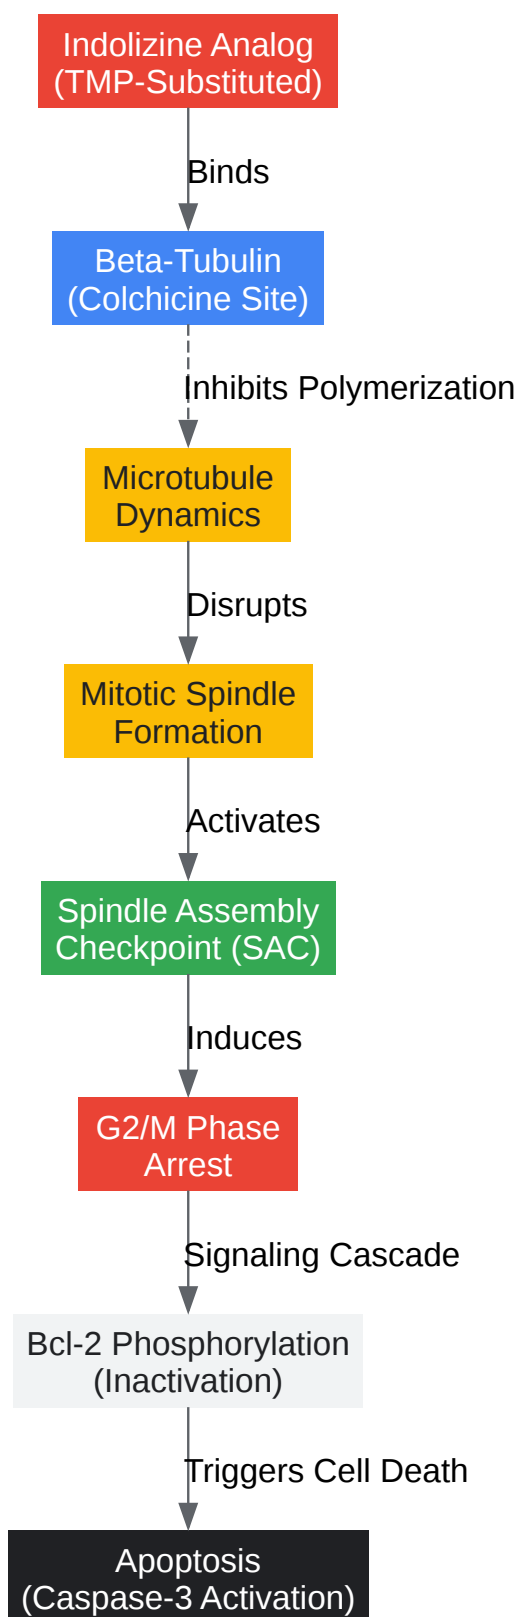 Indolizine Analog
(TMP-Substituted)
Binds
Beta-Tubulin
(Colchicine Site)
Inhibits Polymerization
Microtubule
Dynamics
Disrupts
Mitotic Spindle
Formation
Activates
Spindle Assembly
Checkpoint (SAC)
Induces
G2/M Phase
Arrest
Signaling Cascade
Bcl-2 Phosphorylation
(Inactivation)
Triggers Cell Death
Apoptosis
(Caspase-3 Activation)